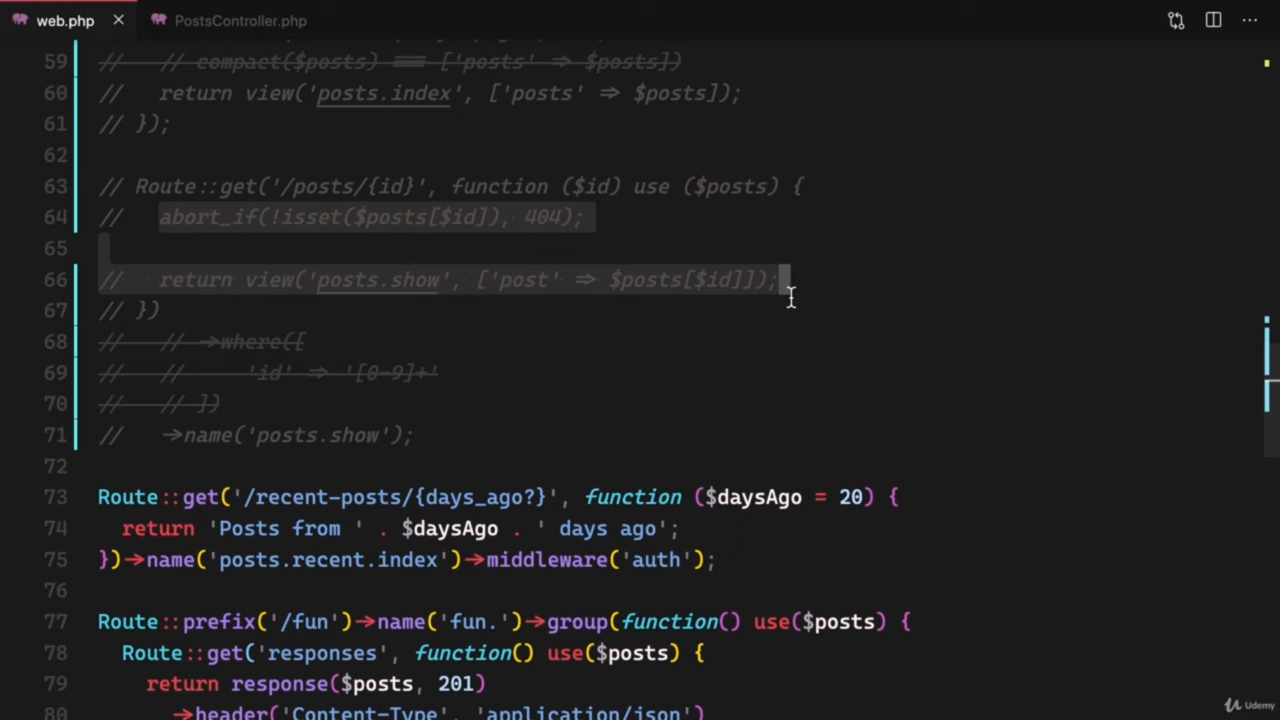 web.php
PostsController.php
59 //   // compact($posts) === ['posts' => $posts])
60 //   return view('posts.index', ['posts' => $posts]);
61 // });
62
63 // Route::get('/posts/{id}', function ($id) use ($posts) {
64 //   abort_if(!isset($posts[$id]), 404);
65
66 //   return view('posts.show', ['post' => $posts[$id]]);
67 // })
68 //   // ->where([
69 //   //     'id' => '[0-9]+'
70 //   // ])
71 //   ->name('posts.show');
72
73 Route::get('/recent-posts/{days_ago?}', function ($daysAgo = 20) {
74   return 'Posts from ' . $daysAgo . ' days ago';
75 })->name('posts.recent.index')->middleware('auth');
76
77 Route::prefix('/fun')->name('fun.')->group(function() use($posts) {
78   Route::get('responses', function() use($posts) {
79     return response($posts, 201)
80       ->header('Content-Type', 'application/json')
Udemy